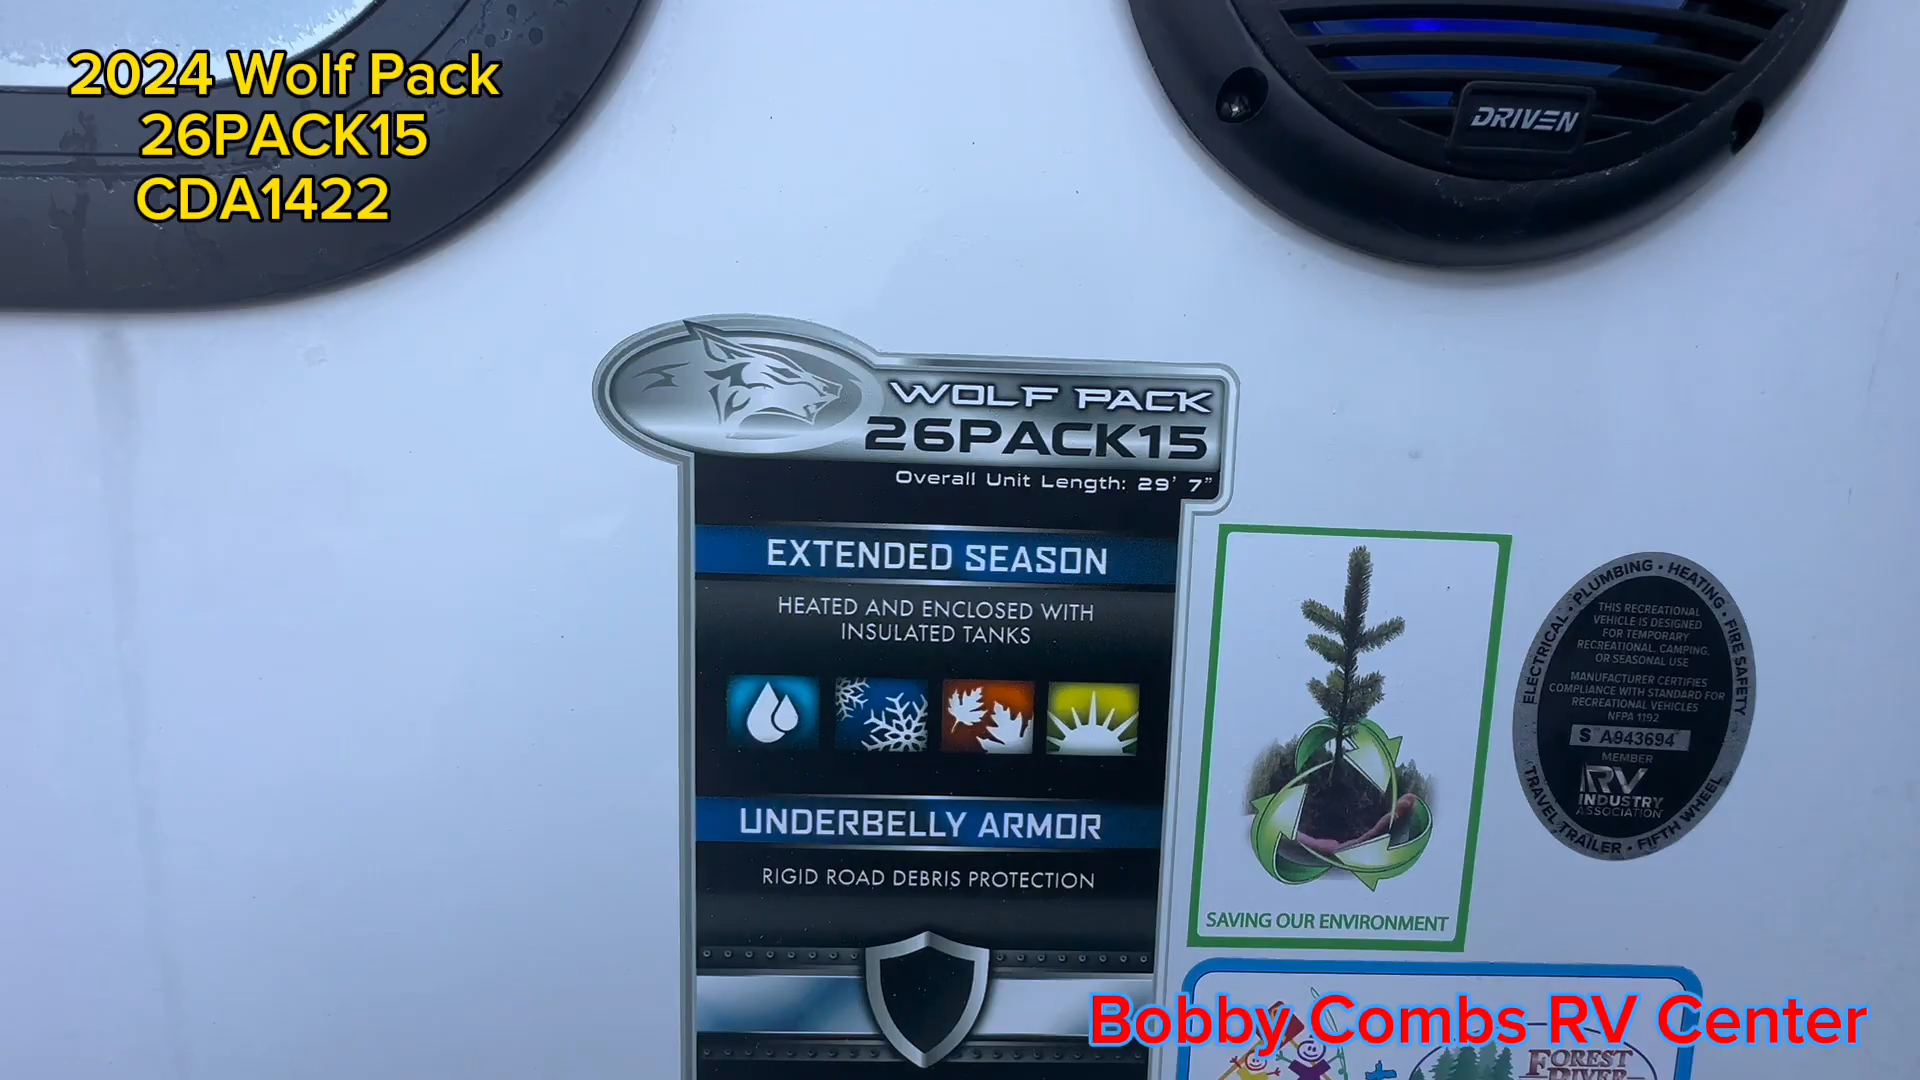 2024 Wolf Pack
26PACK15
CDA1422
DRIVEN
WOLF PACK
26PACK15
Overall Unit Length: 29' 7"
EXTENDED SEASON
HEATED AND ENCLOSED WITH
INSULATED TANKS
UNDERBELLY ARMOR
RIGID ROAD DEBRIS PROTECTION
SAVING OUR ENVIRONMENT
ELECTRICAL • PLUMBING • HEATING • FIRE SAFETY
THIS RECREATIONAL
VEHICLE IS DESIGNED
FOR TEMPORARY
RECREATIONAL, CAMPING,
OR SEASONAL USE
MANUFACTURER CERTIFIES
COMPLIANCE WITH STANDARD FOR
RECREATIONAL VEHICLES
NFPA 1192
S A943694
MEMBER
RV
INDUSTRY
ASSOCIATION
TRAVEL TRAILER • FIFTH WHEEL
Bobby Combs RV Center
FOREST
RIVER